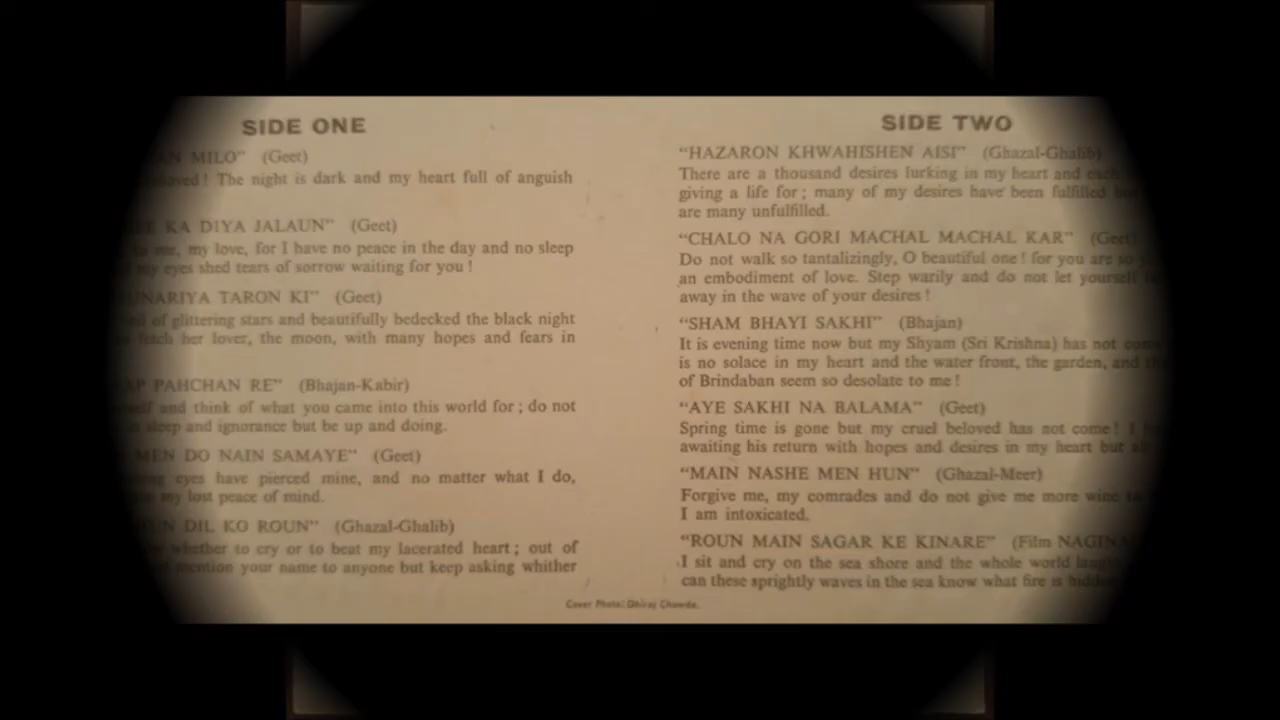 SIDE ONE
MILO" (Geet)
! The night is dark and my heart full of anguish
KA DIYA JALAUN" (Geet)
me, my love, for I have no peace in the day and no sleep
my eyes shed tears of sorrow waiting for you !
TARON KI" (Geet)
of glittering stars and beautifully bedecked the black night
fetch her lover, the moon, with many hopes and fears in
PAHCHAN RE" (Bhajan-Kabir)
and think of what you came into this world for ; do not
sleep and ignorance but be up and doing.
MEN DO NAIN SAMAYE" (Geet)
eyes have pierced mine, and no matter what I do,
my lost peace of mind.
DIL KO ROUN" (Ghazal-Ghalib)
whether to cry or to beat my lacerated heart ; out of
mention your name to anyone but keep asking whither
SIDE TWO
"HAZARON KHWAHISHEN AISI" (Ghazal-Ghalib)
There are a thousand desires lurking in my heart and each
giving a life for ; many of my desires have been fulfilled
are many unfulfilled.
"CHALO NA GORI MACHAL MACHAL KAR" (Geet)
Do not walk so tantalizingly, O beautiful one ! for you are so
an embodiment of love. Step warily and do not let yourself
away in the wave of your desires !
"SHAM BHAYI SAKHI" (Bhajan)
It is evening time now but my Shyam (Sri Krishna) has not
is no solace in my heart and the water front, the garden, and
of Brindaban seem so desolate to me !
"AYE SAKHI NA BALAMA" (Geet)
Spring time is gone but my cruel beloved has not come ! I
awaiting his return with hopes and desires in my heart but
"MAIN NASHE MEN HUN" (Ghazal-Meer)
Forgive me, my comrades and do not give me more wine
I am intoxicated.
"ROUN MAIN SAGAR KE KINARE" (Film
I sit and cry on the sea shore and the whole world
can these sprightly waves in the sea know what fire is
Cover Photo: Dhiraj Chawda.